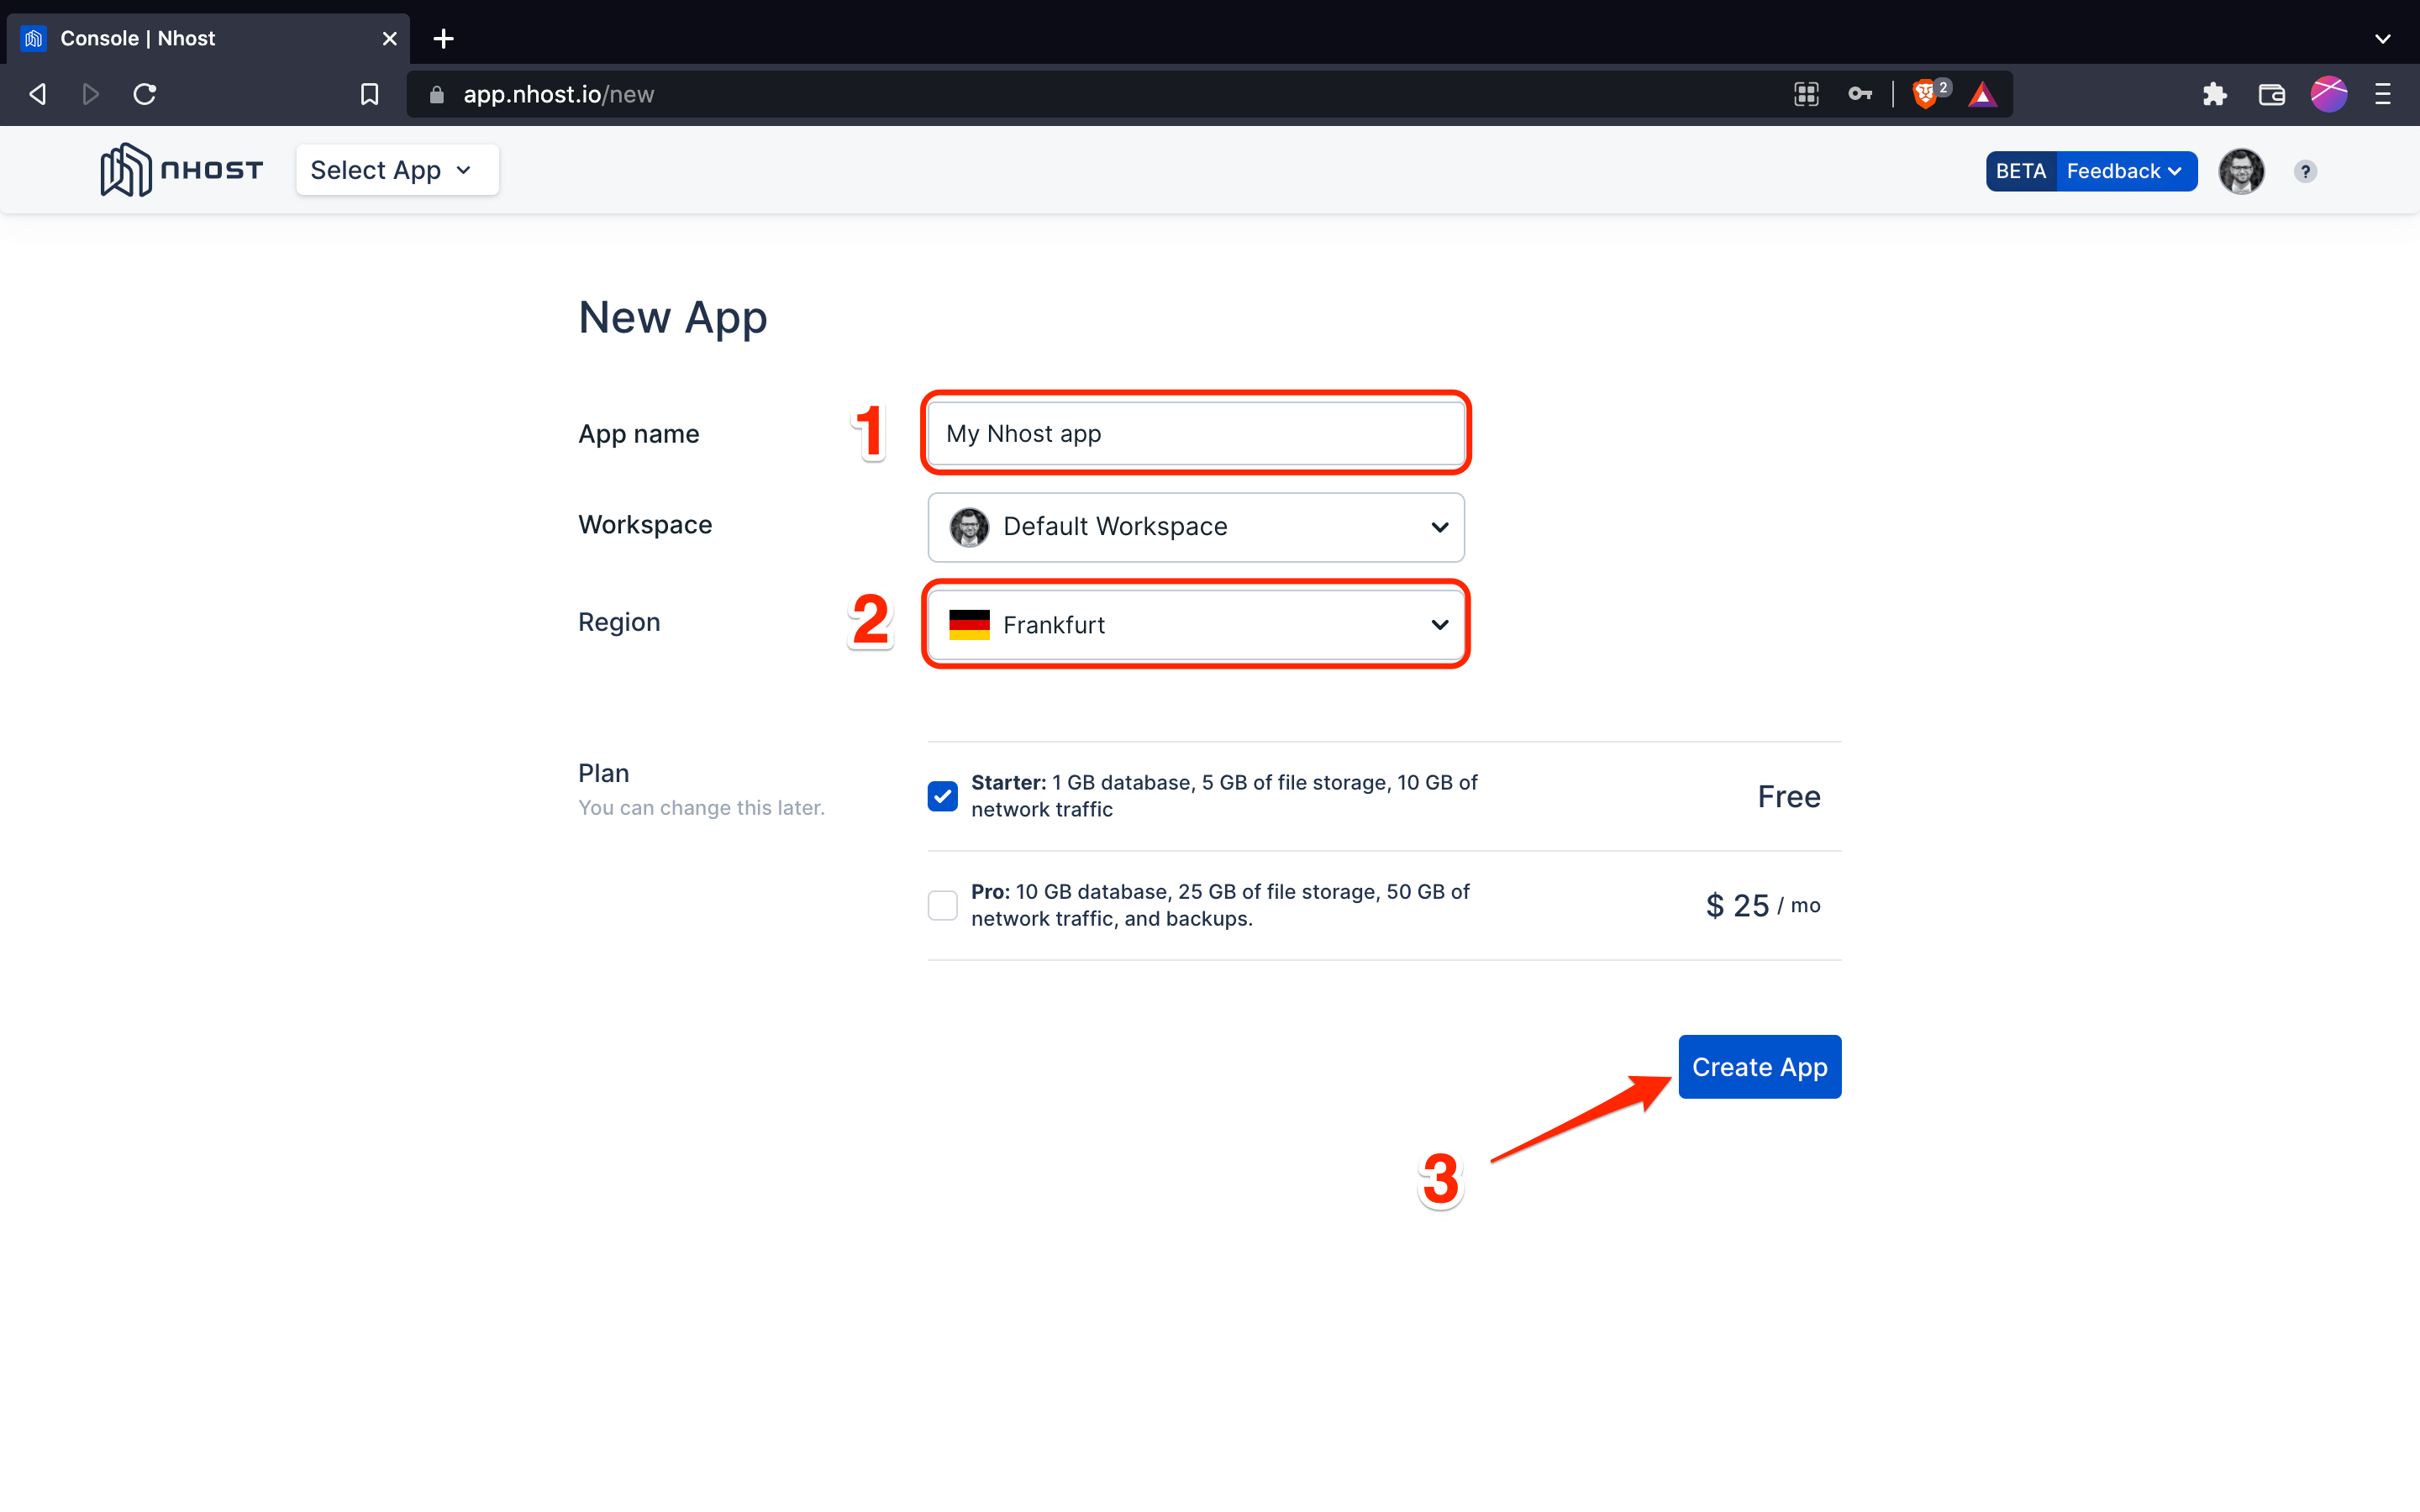 Console | Nhost
app.nhost.io/new
2
nHOST
Select App
BETA Feedback
?
New App
App name
1
My Nhost app
Workspace
Default Workspace
Region
2
Frankfurt
Plan
You can change this later.
Starter: 1 GB database, 5 GB of file storage, 10 GB of
network traffic
Free
Pro: 10 GB database, 25 GB of file storage, 50 GB of
network traffic, and backups.
$ 25 / mo
Create App
3